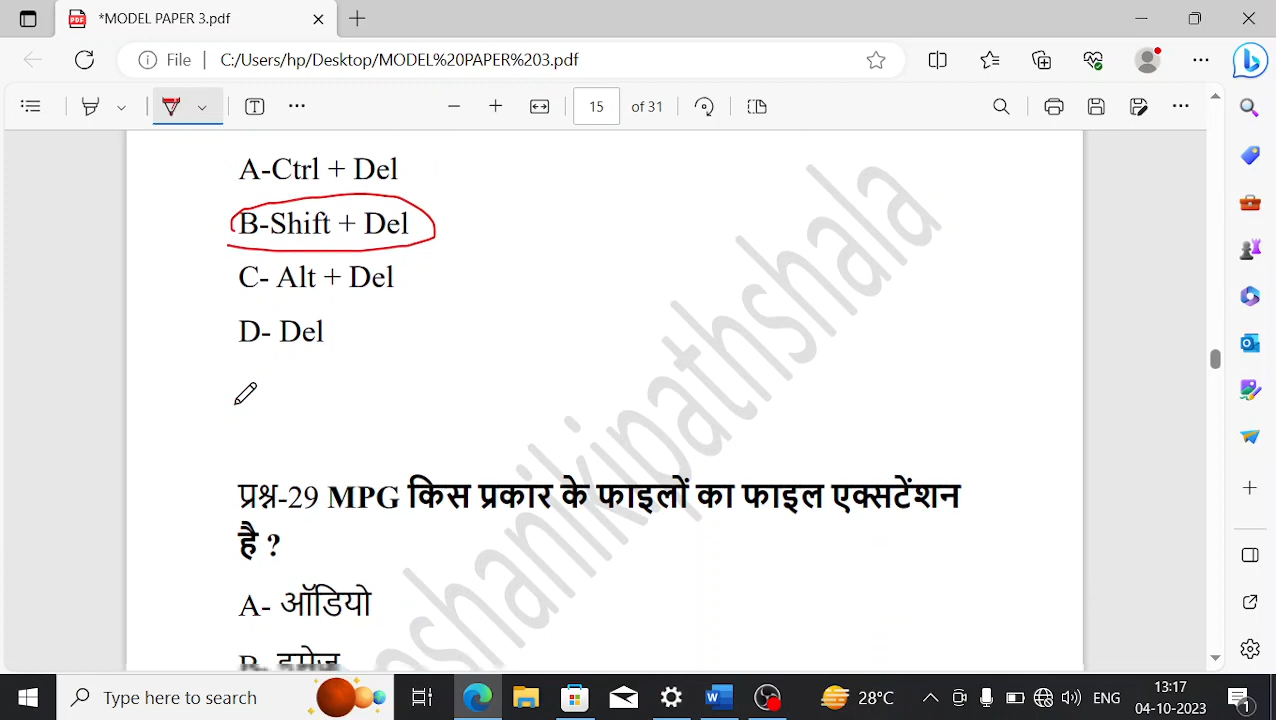 *MODEL PAPER 3.pdf
File
C:/Users/hp/Desktop/MODEL%20PAPER%203.pdf
15 of 31
A-Ctrl + Del
B-Shift + Del
C- Alt + Del
D- Del
प्रश्न-29 MPG किस प्रकार के फाइलों का फाइल एक्सटेंशन
है ?
A- ऑडियो
B- इमेज
Type here to search
28°C
ENG
13:17
04-10-2023